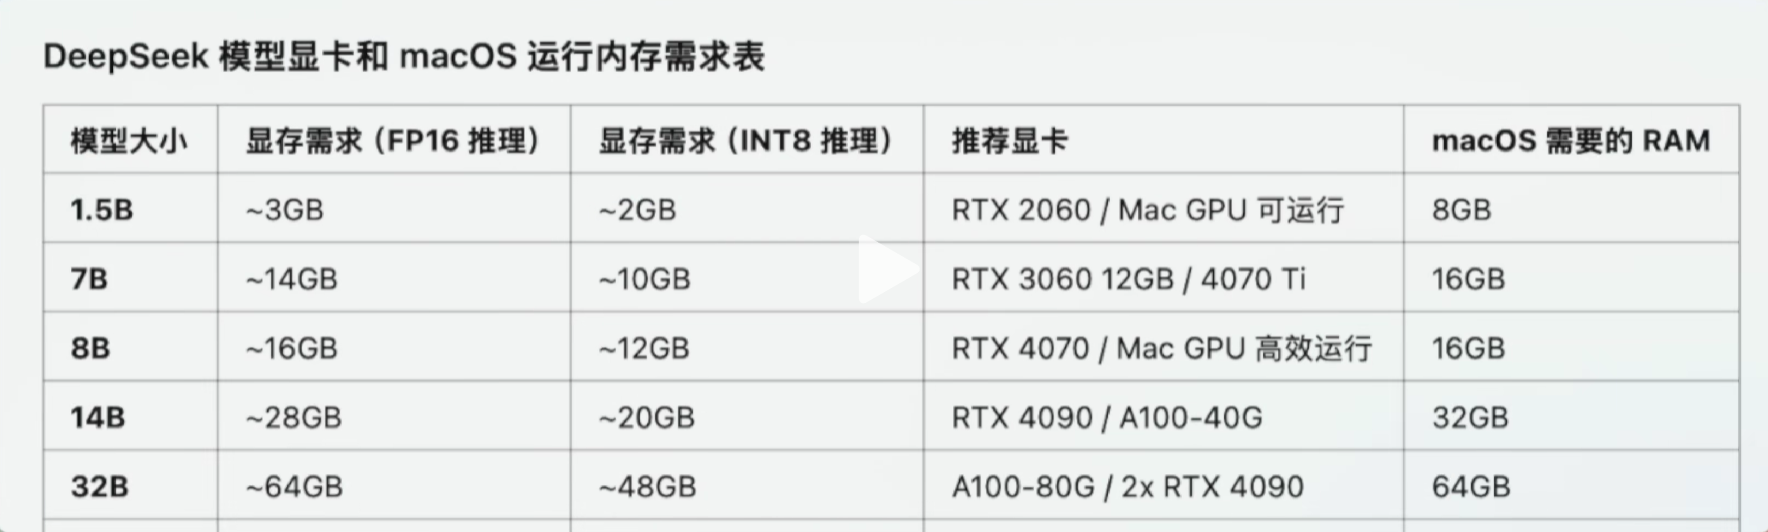 DeepSeek 模型显卡和 macOS 运行内存需求表
模型大小 显存需求（FP16 推理） 显存需求（INT8 推理） 推荐显卡 macOS 需要的 RAM
1.5B ~3GB ~2GB RTX 2060 / Mac GPU 可运行 8GB
7B ~14GB ~10GB RTX 3060 12GB / 4070 Ti 16GB
8B ~16GB ~12GB RTX 4070 / Mac GPU 高效运行 16GB
14B ~28GB ~20GB RTX 4090 / A100-40G 32GB
32B ~64GB ~48GB A100-80G / 2x RTX 4090 64GB